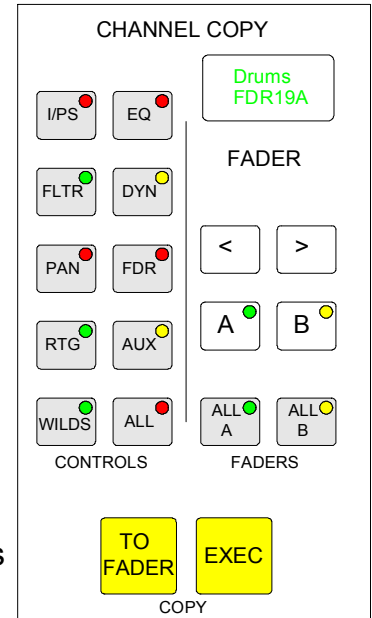 CHANNEL COPY
Drums
FDR19A
I/PS EQ
FADER
FLTR DYN
PAN FDR
< >
RTG AUX
A B
WILDS ALL
ALL A
ALL B
CONTROLS FADERS
TO FADER
EXEC
COPY
s